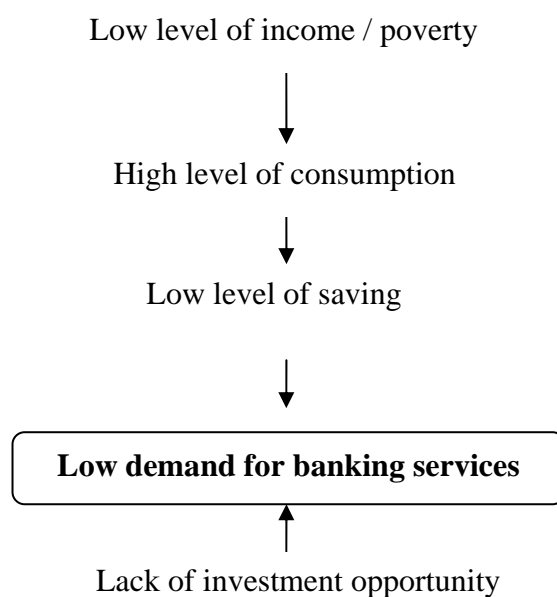 Low level of income / poverty
High level of consumption
Low level of saving
Low demand for banking services
Lack of investment opportunity